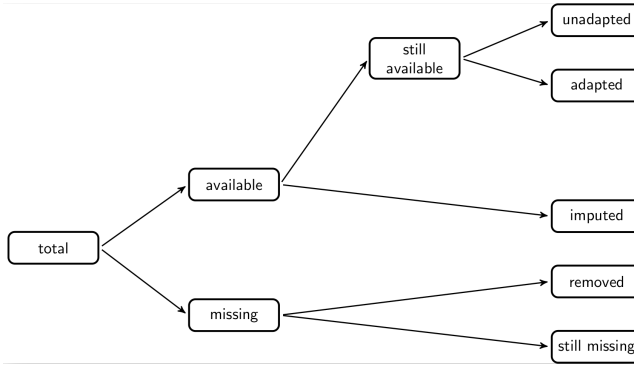 unadapted
still
available
adapted
available
imputed
total
removed
missing
still missing